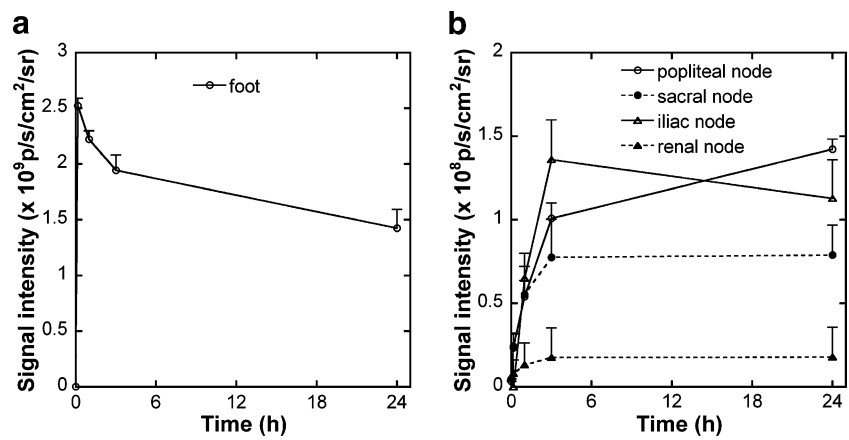 a
Signal intensity (x 10⁹p/s/cm²/sr)
3
2.5
2
1.5
1
0.5
0
foot
0
6
12
18
24
Time (h)
b
Signal intensity (x 10⁸p/s/cm²/sr)
2
1.5
1
0.5
0
popliteal node
sacral node
iliac node
renal node
0
6
12
18
24
Time (h)